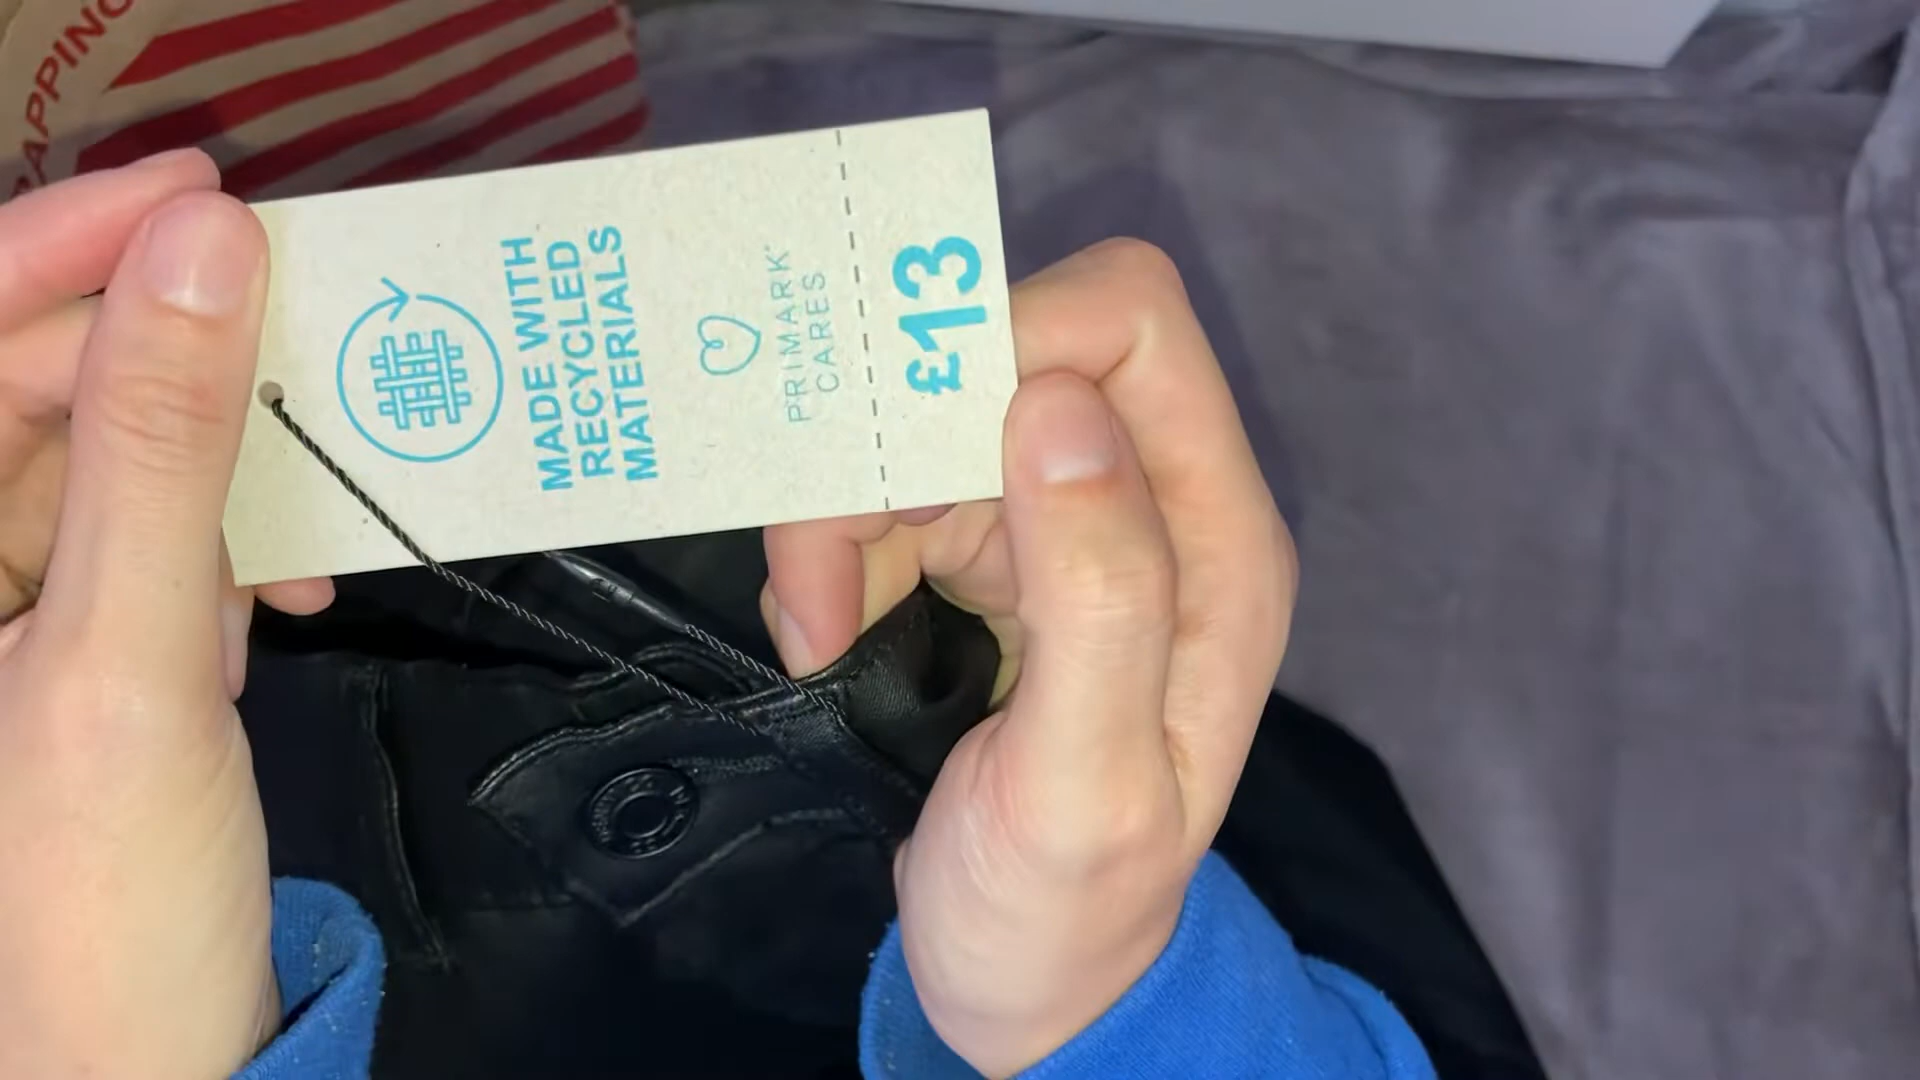 MADE WITH
RECYCLED
MATERIALS
PRIMARK
CARES
£13